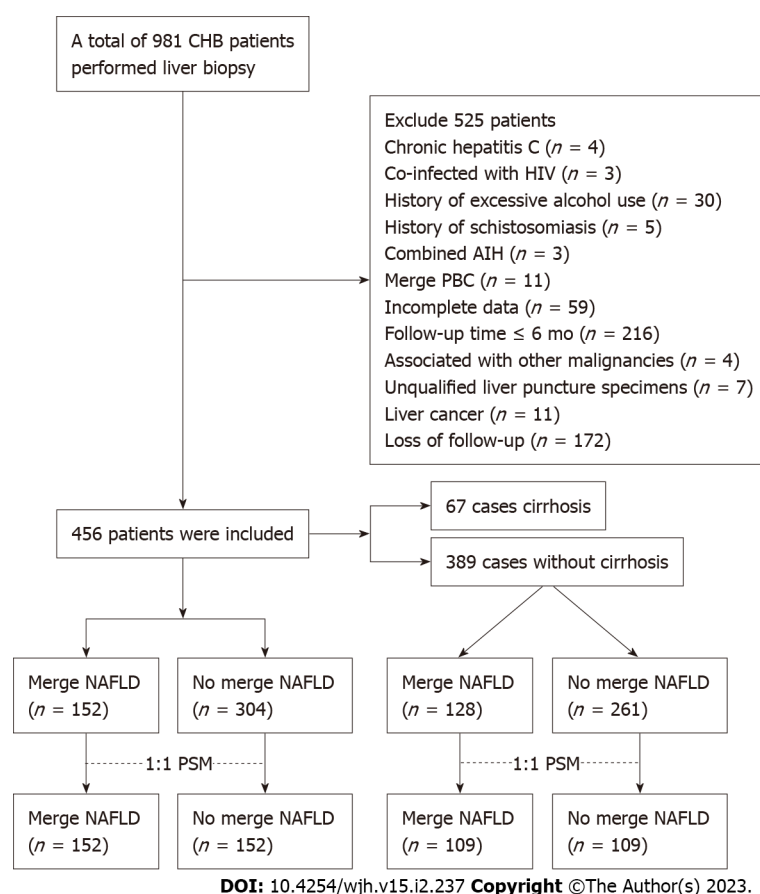 A total of 981 CHB patients
performed liver biopsy
Exclude 525 patients
Chronic hepatitis C (n = 4)
Co-infected with HIV (n = 3)
History of excessive alcohol use (n = 30)
History of schistosomiasis (n = 5)
Combined AIH (n = 3)
Merge PBC (n = 11)
Incomplete data (n = 59)
Follow-up time ≤ 6 mo (n = 216)
Associated with other malignancies (n = 4)
Unqualified liver puncture specimens (n = 7)
Liver cancer (n = 11)
Loss of follow-up (n = 172)
456 patients were included
67 cases cirrhosis
389 cases without cirrhosis
Merge NAFLD
(n = 152)
No merge NAFLD
(n = 304)
Merge NAFLD
(n = 128)
No merge NAFLD
(n = 261)
1:1 PSM
1:1 PSM
Merge NAFLD
(n = 152)
No merge NAFLD
(n = 152)
Merge NAFLD
(n = 109)
No merge NAFLD
(n = 109)
DOI: 10.4254/wjh.v15.i2.237 Copyright ©The Author(s) 2023.